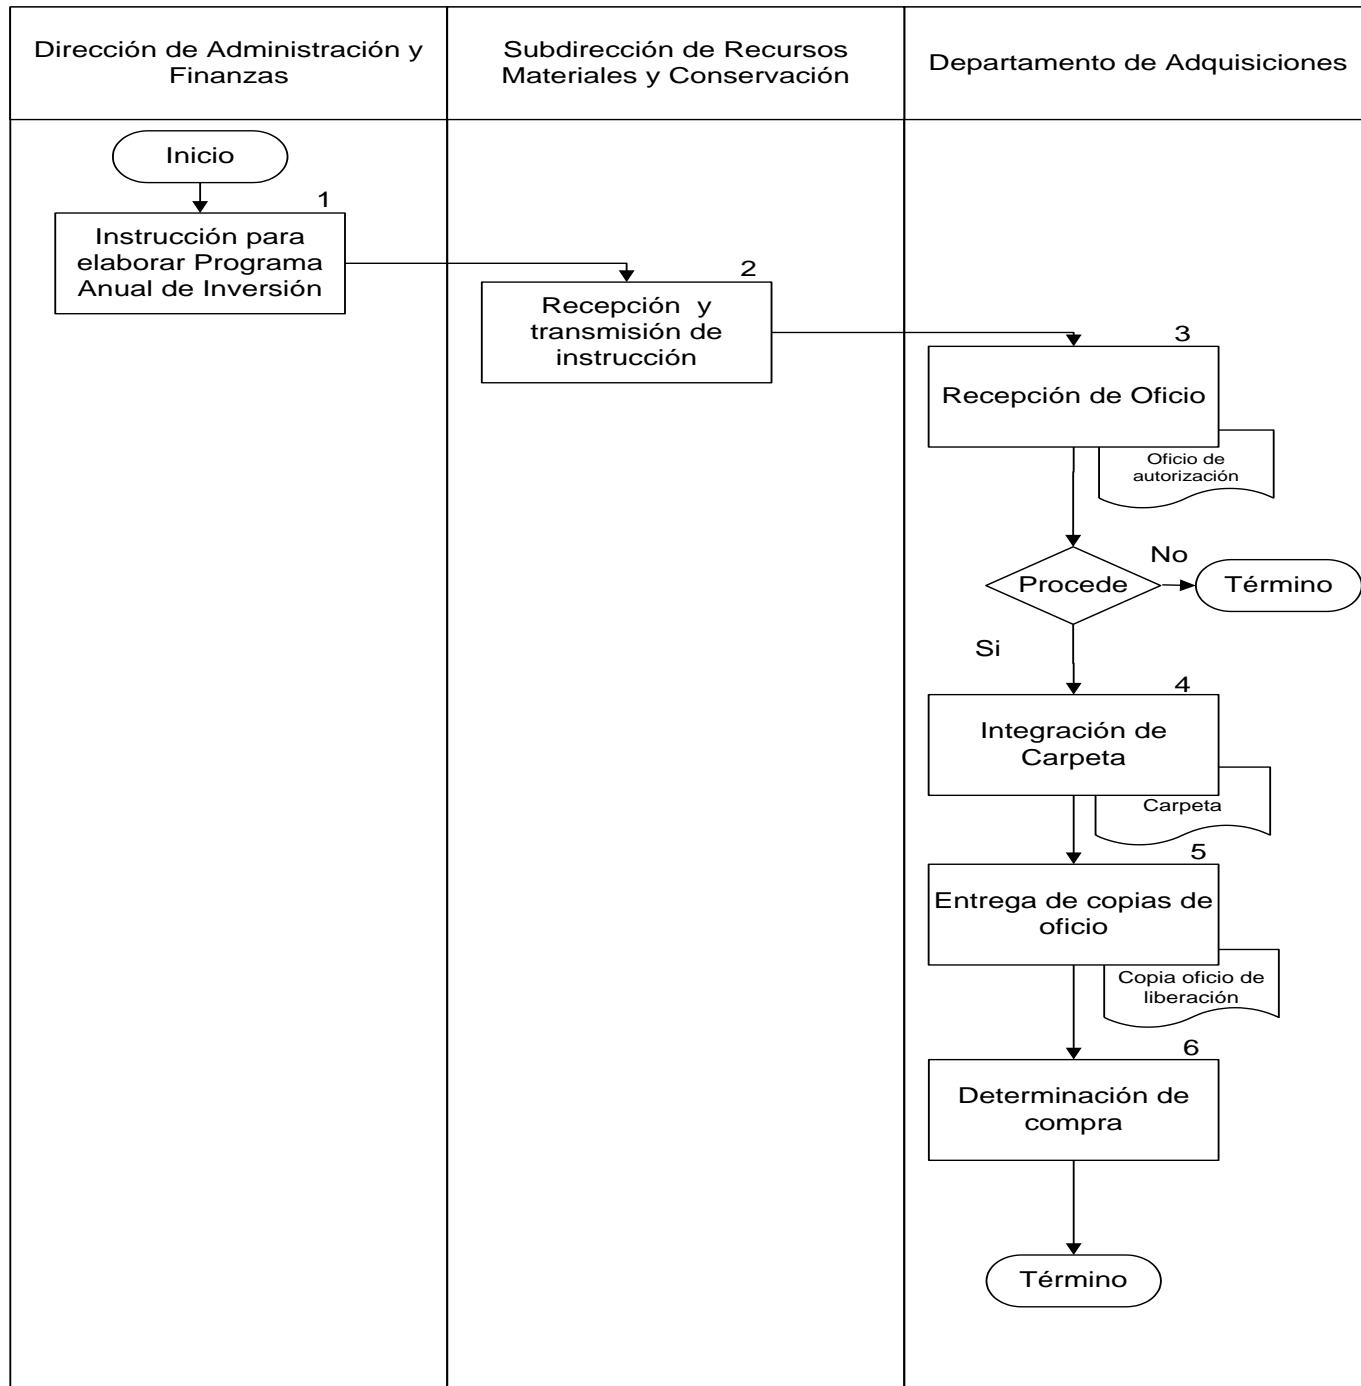 Dirección de Administración y
Finanzas
Subdirección de Recursos
Materiales y Conservación
Departamento de Adquisiciones
Inicio
1
Instrucción para
elaborar Programa
Anual de Inversión
2
Recepción y
transmisión de
instrucción
3
Recepción de Oficio
Oficio de
autorización
Procede
No
Término
Si
4
Integración de
Carpeta
Carpeta
5
Entrega de copias de
oficio
Copia oficio de
liberación
6
Determinación de
compra
Término